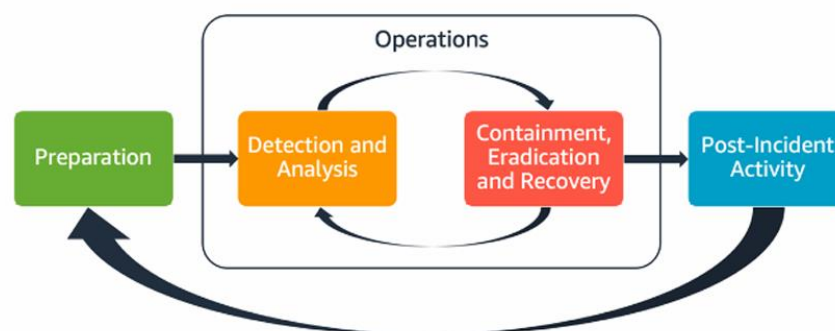 Operations
Preparation
Detection and
Analysis
Containment,
Eradication
and Recovery
Post-Incident
Activity